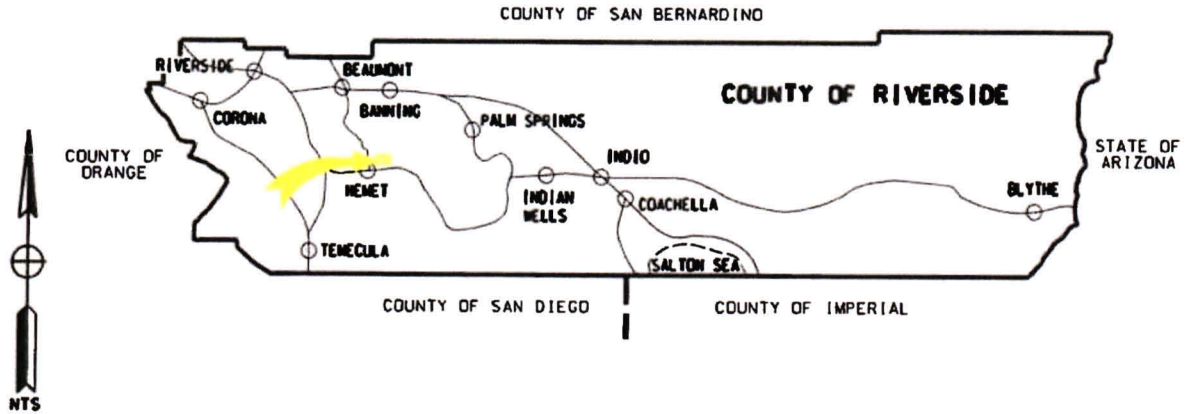 COUNTY OF SAN BERNARDINO
RIVERSIDE
BEAUMONT
COUNTY OF RIVERSIDE
CORONA
BANNING
PALM SPRINGS
COUNTY OF
ORANGE
INDIO
STATE OF
ARIZONA
HEMET
INDIAN
WELLS
COACHELLA
BLYTHE
TEMECULA
SALTON SEA
COUNTY OF SAN DIEGO
COUNTY OF IMPERIAL
NTS